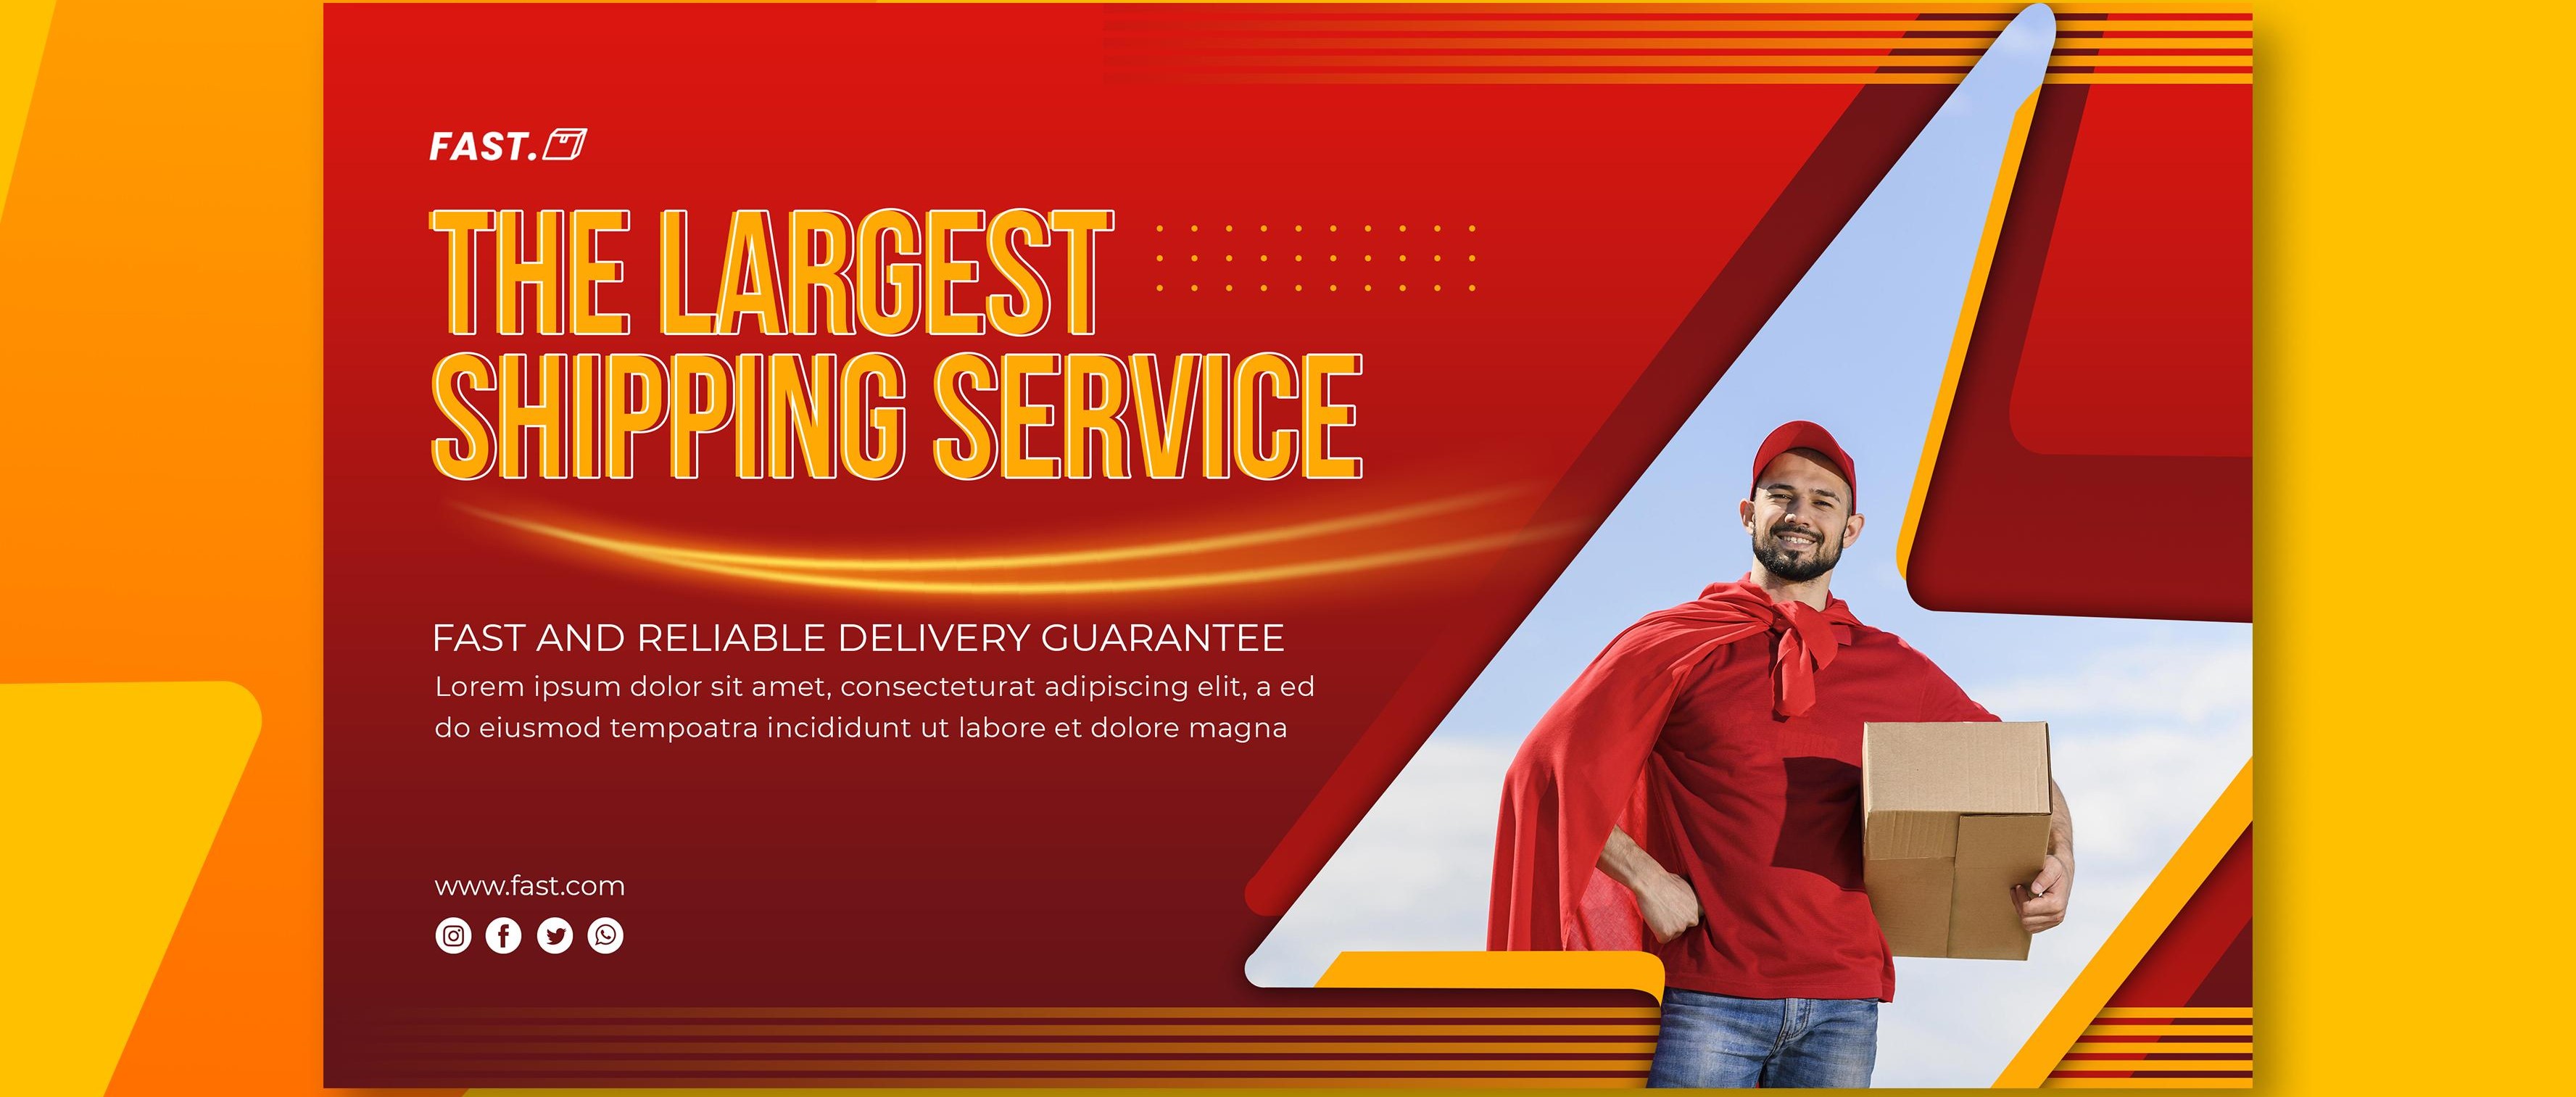 FAST.
THE LARGEST
SHIPPING SERVICE
FAST AND RELIABLE DELIVERY GUARANTEE
Lorem ipsum dolor sit amet, consecteturat adipiscing elit, a ed
do eiusmod tempoatra incididunt ut labore et dolore magna
www.fast.com